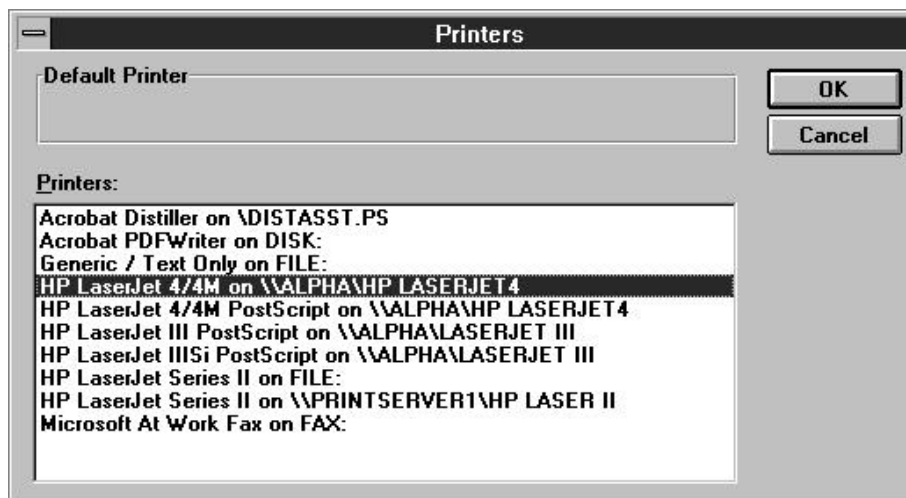 Printers
Default Printer
OK
Cancel
Printers:
Acrobat Distiller on \DISTASST.PS
Acrobat PDFWriter on DISK:
Generic / Text Only on FILE:
HP LaserJet 4/4M on \\ALPHA\HP LASERJET4
HP LaserJet 4/4M PostScript on \\ALPHA\HP LASERJET4
HP LaserJet III PostScript on \\ALPHA\LASERJET III
HP LaserJet IIISi PostScript on \\ALPHA\LASERJET III
HP LaserJet Series II on FILE:
HP LaserJet Series II on \\PRINTSERVER1\HP LASER II
Microsoft At Work Fax on FAX: